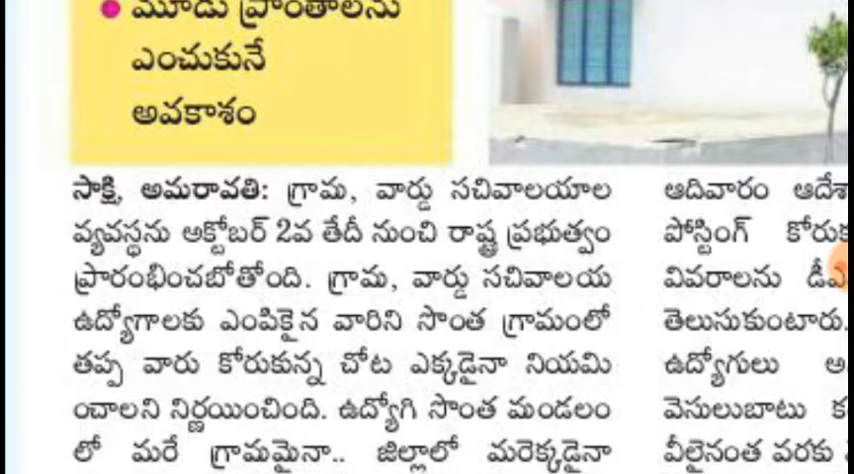 మూడు ప్రాంతాలను
ఎంచుకునే
అవకాశం
సాక్షి, అమరావతి: గ్రామ, వార్డు సచివాలయాల
వ్యవస్థను అక్టోబర్ 2వ తేదీ నుంచి రాష్ట్ర ప్రభుత్వం
ప్రారంభించబోతోంది. గ్రామ, వార్డు సచివాలయ
ఉద్యోగాలకు ఎంపికైన వారిని సొంత గ్రామంలో
తప్ప వారు కోరుకున్న చోట ఎక్కడైనా నియమి
ంచాలని నిర్ణయించింది. ఉద్యోగి సొంత మండలం
లో మరే గ్రామమైనా.. జిల్లాలో మరెక్కడైనా
ఆదివారం
పోస్టింగ్
వివరాలను
తెలుసుకుంటారు.
ఉద్యోగులు
వెసులుబాటు
వీలైనంత వరకు